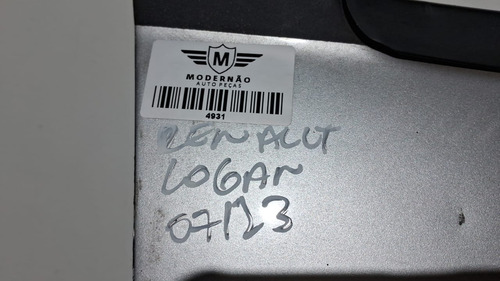 M
MODERNÃO
AUTO PEÇAS
4931
RENAULT
LOGAN
07/13